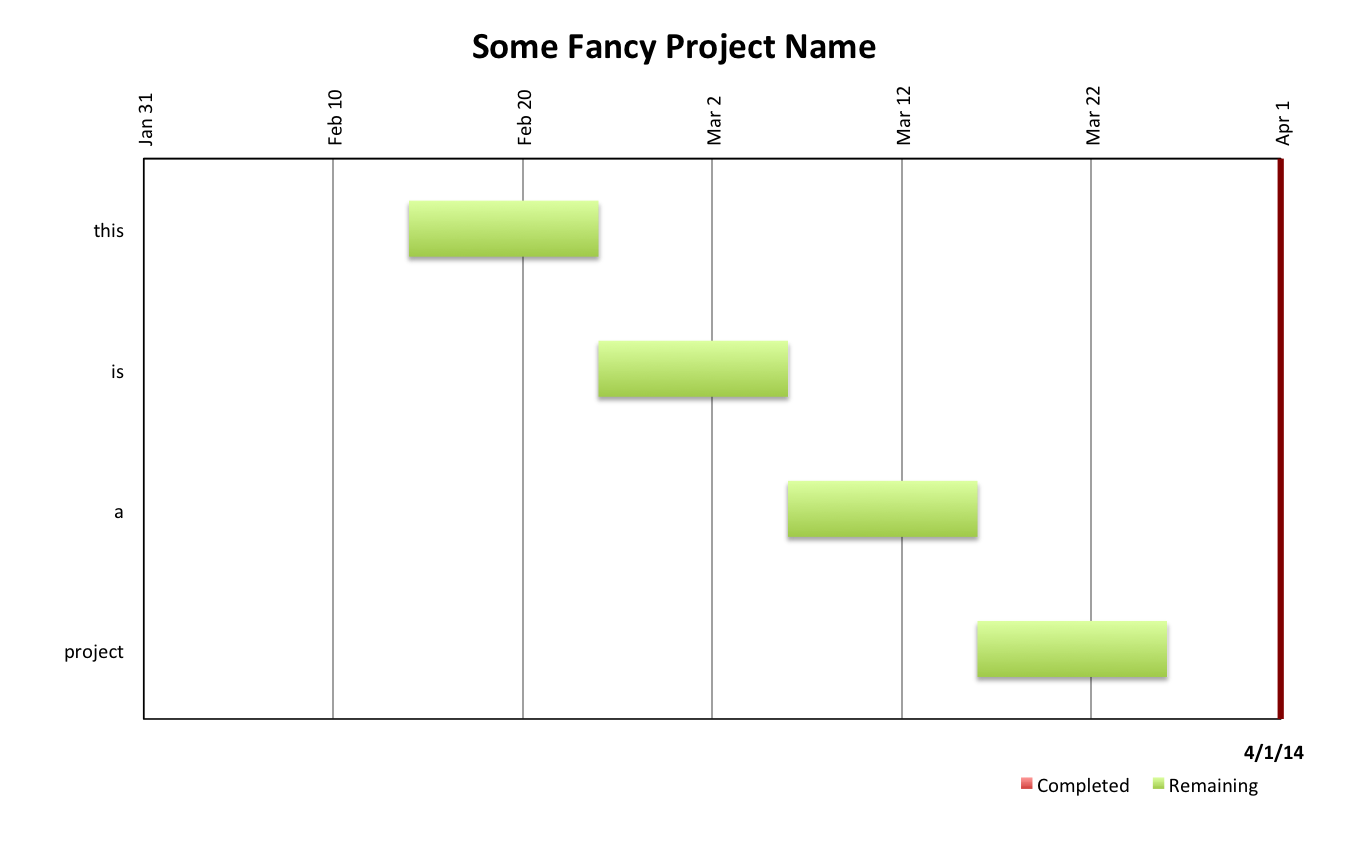 Some Fancy Project Name
Jan 31
Feb 10
Feb 20
Mar 2
Mar 12
Mar 22
Apr 1
this
is
a
project
4/1/14
Completed
Remaining